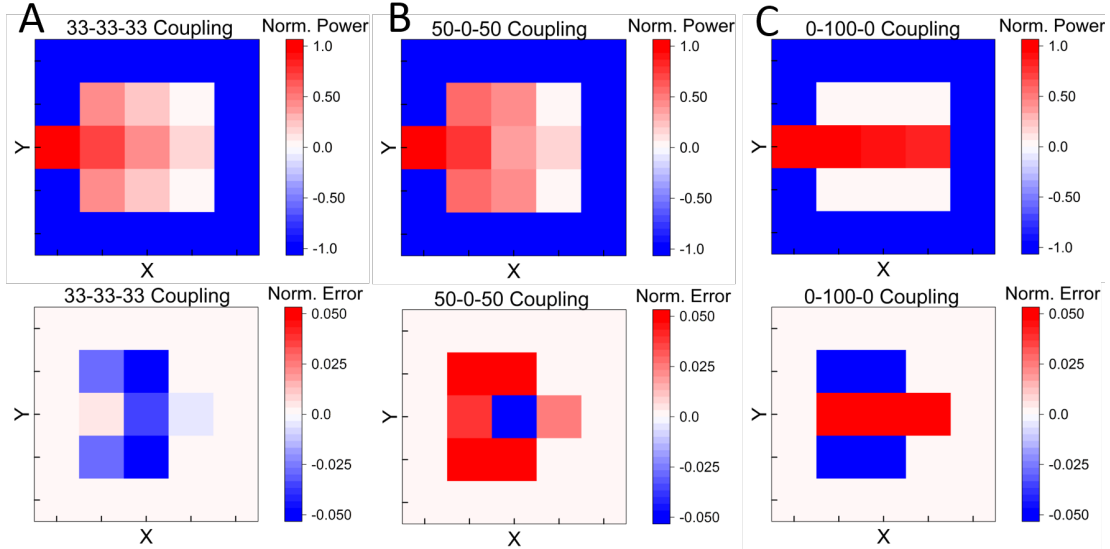 A
33-33-33 Coupling
Norm. Power
1.0
0.50
0.0
-0.50
-1.0
Y
X
B
50-0-50 Coupling
Norm. Power
1.0
0.50
0.0
-0.50
-1.0
Y
X
C
0-100-0 Coupling
Norm. Power
1.0
0.50
0.0
-0.50
-1.0
Y
X
33-33-33 Coupling
Norm. Error
0.050
0.025
0.0
-0.025
-0.050
Y
X
50-0-50 Coupling
Norm. Error
0.050
0.025
0.0
-0.025
-0.050
Y
X
0-100-0 Coupling
Norm. Error
0.050
0.025
0.0
-0.025
-0.050
Y
X